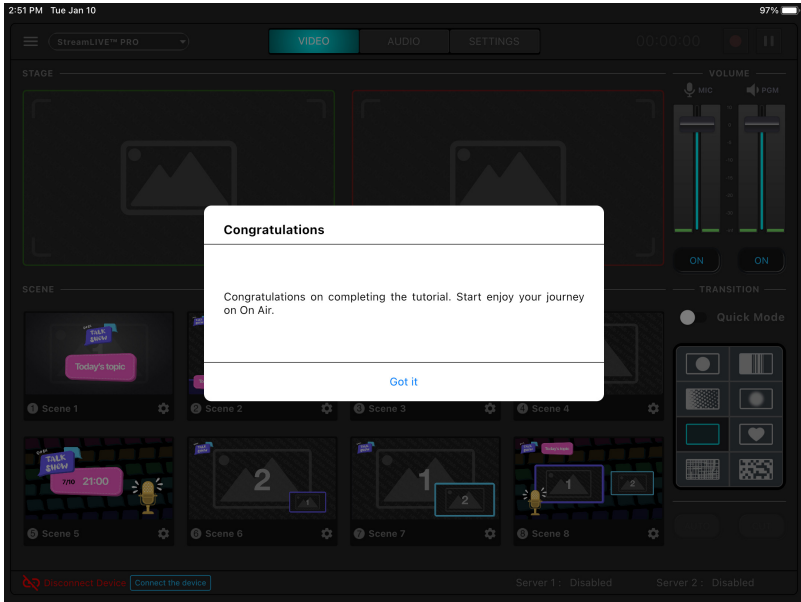 2:51 PM Tue Jan 10
97%
StreamLIVE™ PRO
VIDEO
AUDIO
SETTINGS
00:00:00
STAGE
VOLUME
MIC
PGM
ON
ON
Congratulations
Congratulations on completing the tutorial. Start enjoy your journey
on On Air.
Got it
SCENE
TRANSITION
Quick Mode
TALK
SHOW
Today's topic
1 Scene 1
2 Scene 2
3 Scene 3
4 Scene 4
TALK
SHOW
7/10 21:00
5 Scene 5
2
1
6 Scene 6
1
2
7 Scene 7
Today's topic
1
2
8 Scene 8
Disconnect Device
Connect the device
Server 1 : Disabled
Server 2 : Disabled